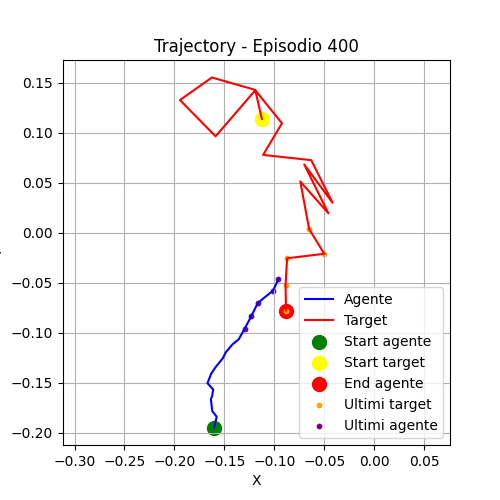 Trajectory - Episodio 400
0.15
0.10
0.05
0.00
−0.05
−0.10
−0.15
−0.20
−0.30
−0.25
−0.20
−0.15
−0.10
−0.05
0.00
0.05
X
Agente
Target
Start agente
Start target
End agente
Ultimi target
Ultimi agente